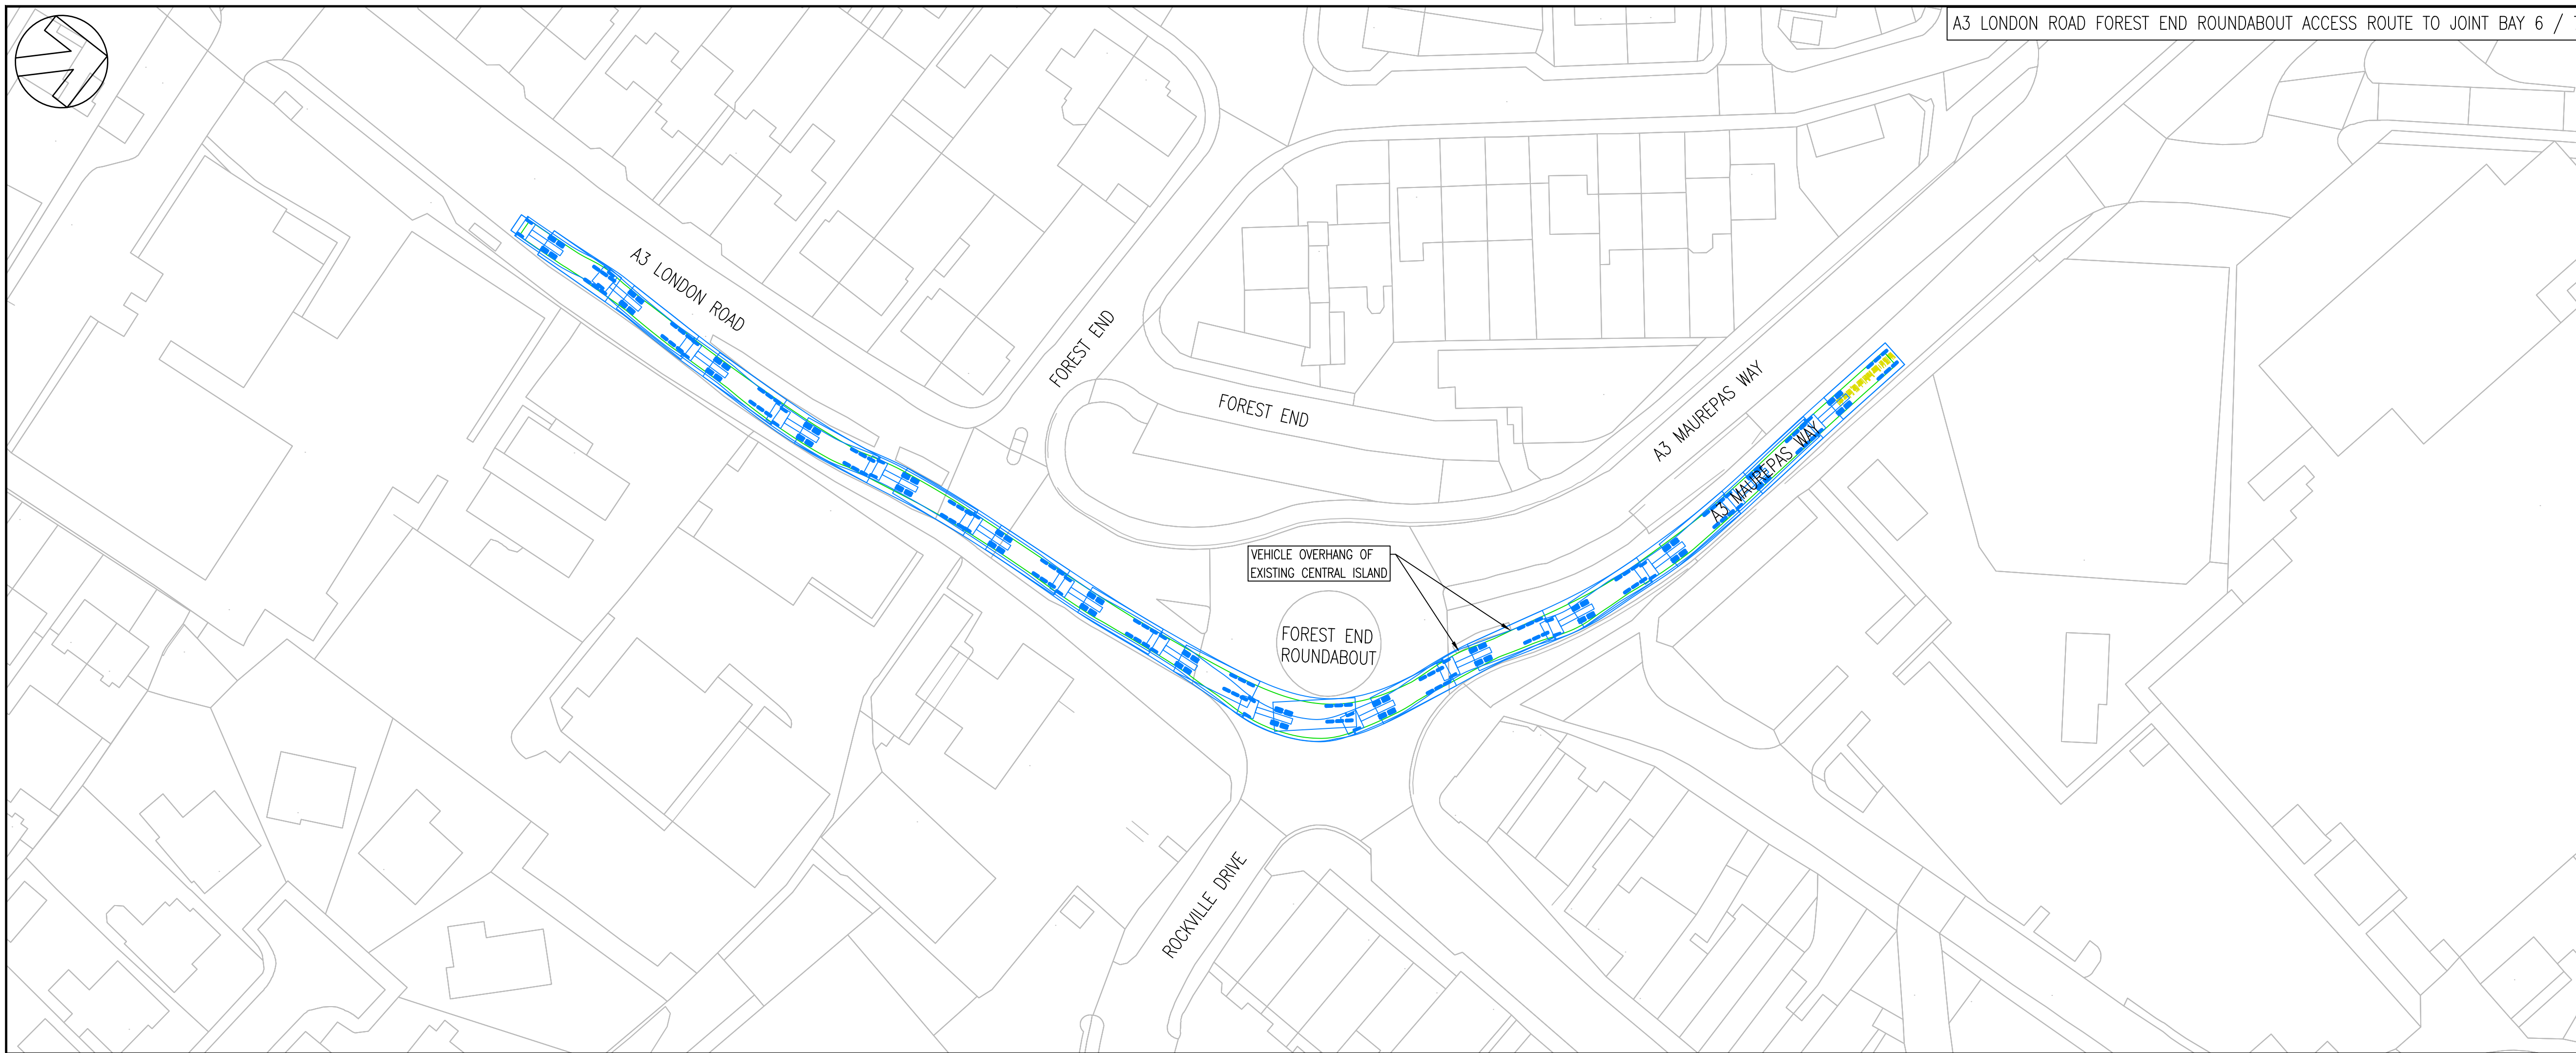 A3 LONDON ROAD FOREST END ROUNDABOUT ACCESS ROUTE TO JOINT BAY 6 /
A3 LONDON ROAD
FOREST END
FOREST END
A3 MAUREPAS WAY
A3 MAUREPAS WAY
VEHICLE OVERHANG OF
EXISTING CENTRAL ISLAND
FOREST END
ROUNDABOUT
ROCKVILLE DRIVE